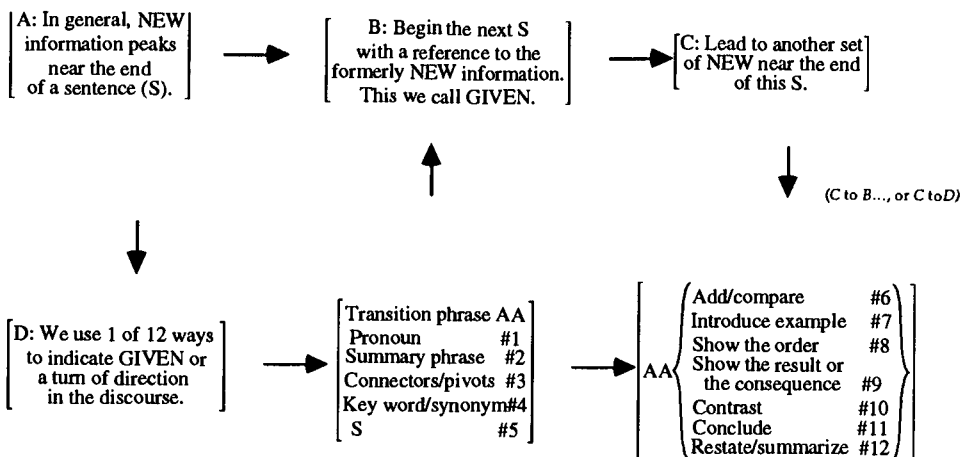 A: In general, NEW
information peaks
near the end
of a sentence (S).
B: Begin the next S
with a reference to the
formerly NEW information.
This we call GIVEN.
C: Lead to another set
of NEW near the end
of this S.
(C to B..., or C toD)
D: We use 1 of 12 ways
to indicate GIVEN or
a turn of direction
in the discourse.
Transition phrase AA
Pronoun #1
Summary phrase #2
Connectors/pivots #3
Key word/synonym#4
S #5
AA
Add/compare #6
Introduce example #7
Show the order #8
Show the result or
the consequence #9
Contrast #10
Conclude #11
Restate/summarize #12